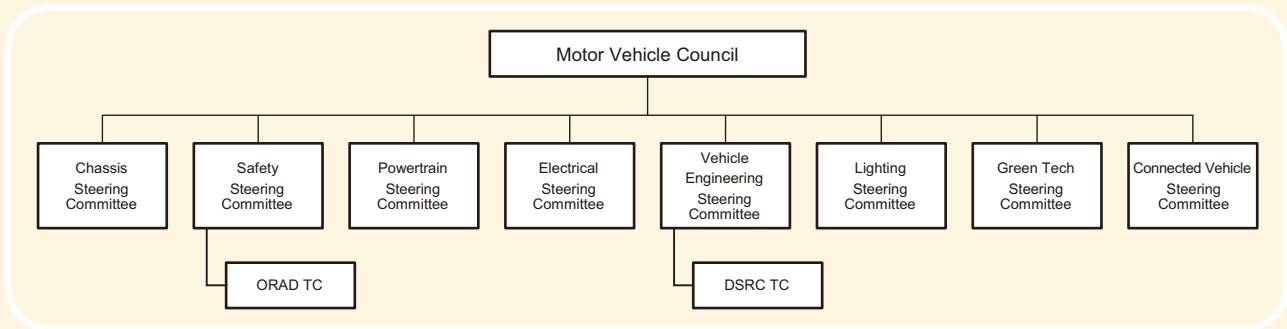 Motor Vehicle Council
Chassis
Steering
Committee
Safety
Steering
Committee
Powertrain
Steering
Committee
Electrical
Steering
Committee
Vehicle
Engineering
Steering
Committee
Lighting
Steering
Committee
Green Tech
Steering
Committee
Connected Vehicle
Steering
Committee
ORAD TC
DSRC TC